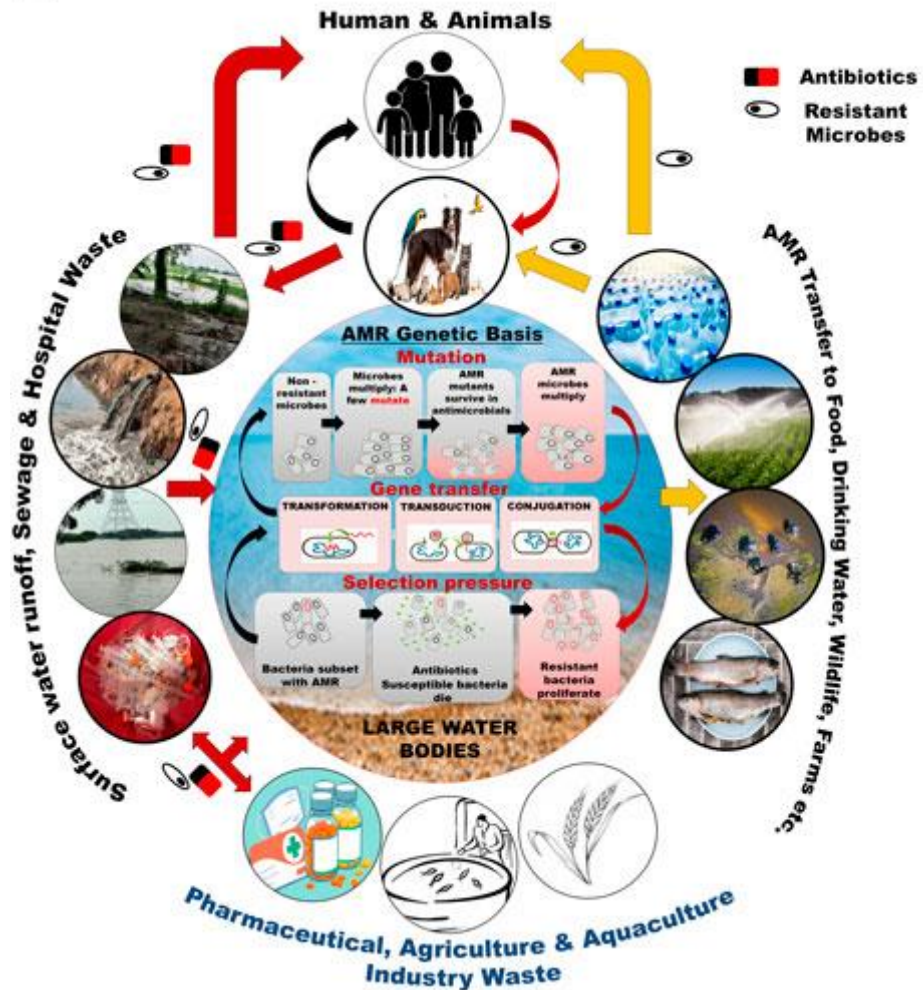 Human & Animals
Antibiotics
Resistant
Microbes
Surface water runoff, Sewage & Hospital Waste
AMR Transfer to Food, Drinking Water, Wildlife, Farms etc.
AMR Genetic Basis
Mutation
Non -
resistant
microbes
Microbes
multiply: A
few mutate
AMR
mutants
survive in
antimicrobials
AMR
microbes
multiply
Gene transfer
TRANSFORMATION
TRANSDUCTION
CONJUGATION
Selection pressure
Bacteria subset
with AMR
Antibiotics
Susceptible bacteria
die
Resistant
bacteria
proliferate
LARGE WATER
BODIES
Pharmaceutical, Agriculture & Aquaculture
Industry Waste